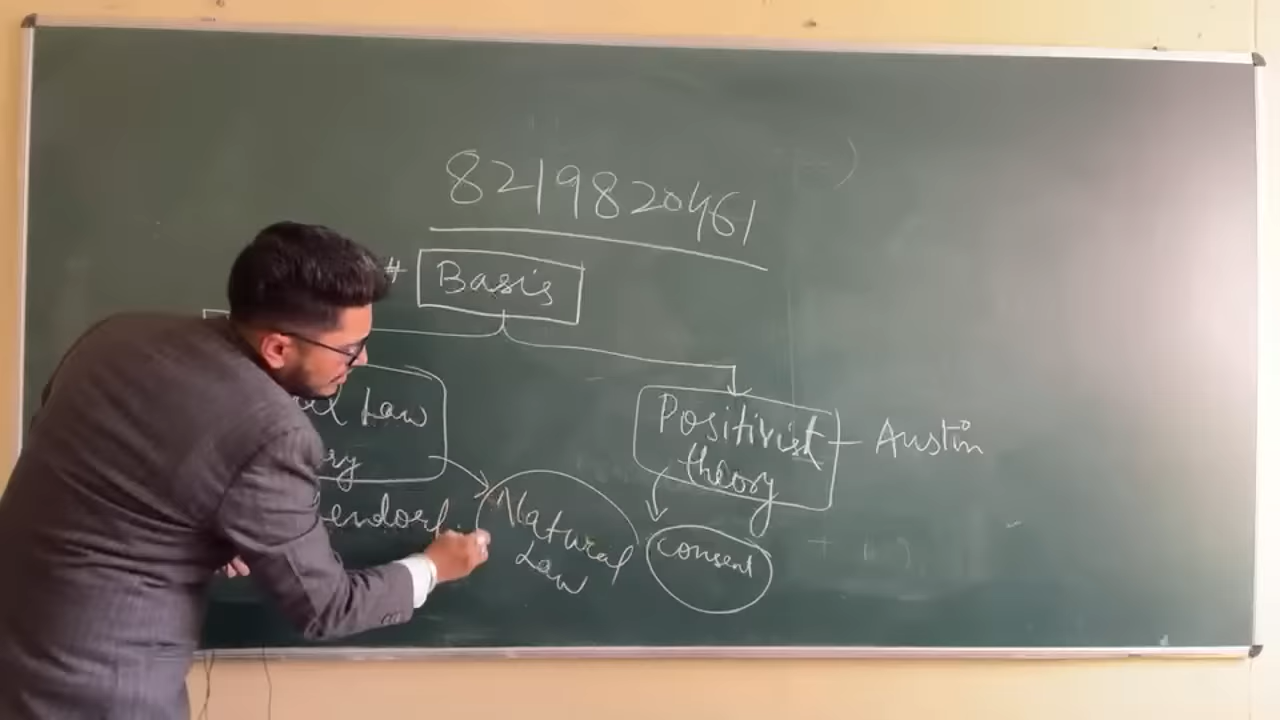 8219820461
# Basis
Law
Positivist – Austin
theory
Natural
Law
consent